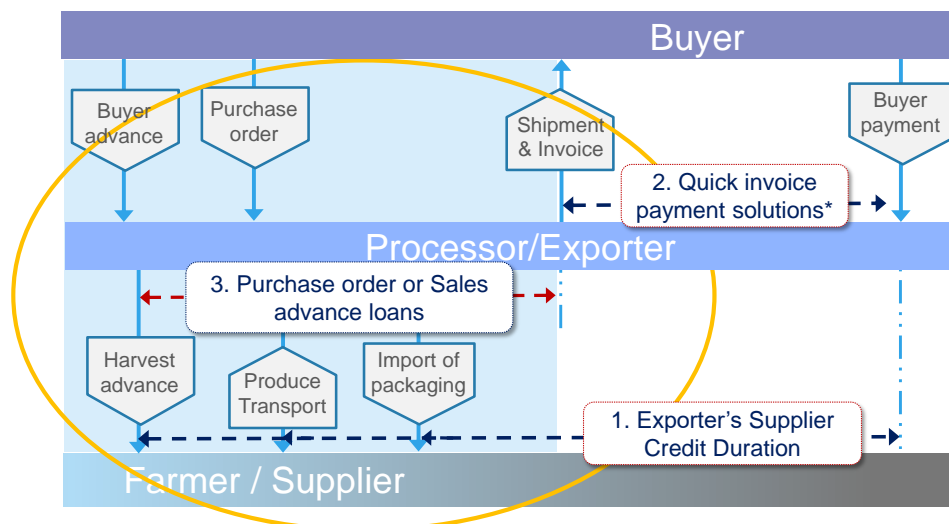 Buyer
Buyer
advance
Purchase
order
Shipment
& Invoice
Buyer
payment
2. Quick invoice
payment solutions*
Processor/Exporter
3. Purchase order or Sales
advance loans
Harvest
advance
Produce
Transport
Import of
packaging
1. Exporter’s Supplier
Credit Duration
Farmer / Supplier